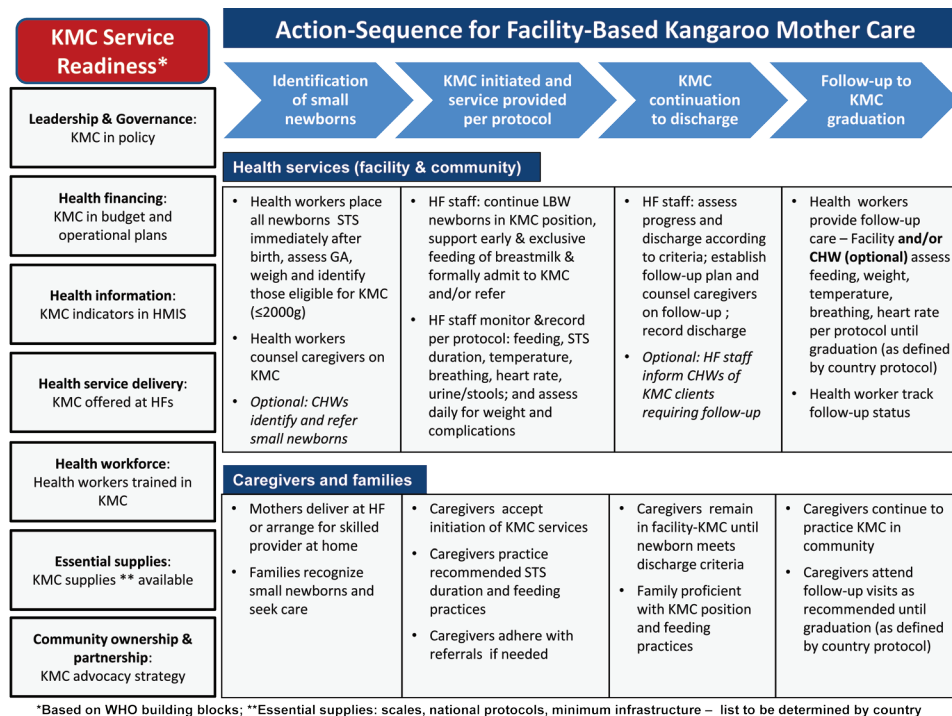 KMC Service
Readiness*
Leadership & Governance:
KMC in policy
Health financing:
KMC in budget and
operational plans
Health information:
KMC indicators in HMIS
Health service delivery:
KMC offered at HFs
Health workforce:
Health workers trained in
KMC
Essential supplies:
KMC supplies ** available
Community ownership &
partnership:
KMC advocacy strategy
Action-Sequence for Facility-Based Kangaroo Mother Care
Identification
of small
newborns
KMC initiated and
service provided
per protocol
KMC
continuation
to discharge
Follow-up to
KMC
graduation
Health services (facility & community)
• Health workers place
all newborns STS
immediately after
birth, assess GA,
weigh and identify
those eligible for KMC
(≤2000g)
• Health workers
counsel caregivers on
KMC
• Optional: CHWs
identify and refer
small newborns
• HF staff: continue LBW
newborns in KMC position,
support early & exclusive
feeding of breastmilk &
formally admit to KMC
and/or refer
• HF staff monitor &record
per protocol: feeding, STS
duration, temperature,
breathing, heart rate,
urine/stools; and assess
daily for weight and
complications
• HF staff: assess
progress and
discharge according
to criteria; establish
follow-up plan and
counsel caregivers
on follow-up ;
record discharge
• Optional: HF staff
inform CHWs of
KMC clients
requiring follow-up
• Health workers
provide follow-up
care – Facility and/or
CHW (optional) assess
feeding, weight,
temperature,
breathing, heart rate
per protocol until
graduation (as defined
by country protocol)
• Health worker track
follow-up status
Caregivers and families
• Mothers deliver at HF
or arrange for skilled
provider at home
• Families recognize
small newborns and
seek care
• Caregivers accept
initiation of KMC services
• Caregivers practice
recommended STS
duration and feeding
practices
• Caregivers adhere with
referrals if needed
• Caregivers remain
in facility-KMC until
newborn meets
discharge criteria
• Family proficient
with KMC position
and feeding
practices
• Caregivers continue to
practice KMC in
community
• Caregivers attend
follow-up visits as
recommended until
graduation (as defined
by country protocol)
*Based on WHO building blocks; **Essential supplies: scales, national protocols, minimum infrastructure – list to be determined by country